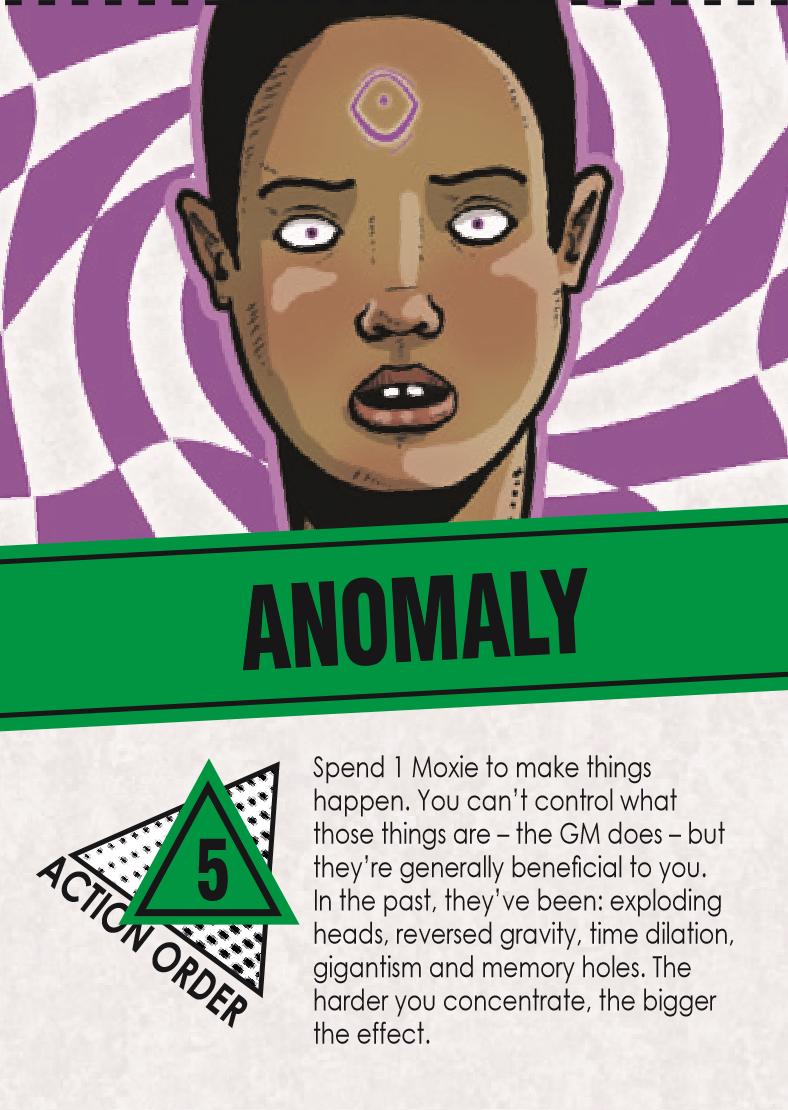 ANOMALY
5
ACTION ORDER
Spend 1 Moxie to make things
happen. You can’t control what
those things are – the GM does – but
they’re generally beneficial to you.
In the past, they’ve been: exploding
heads, reversed gravity, time dilation,
gigantism and memory holes. The
harder you concentrate, the bigger
the effect.